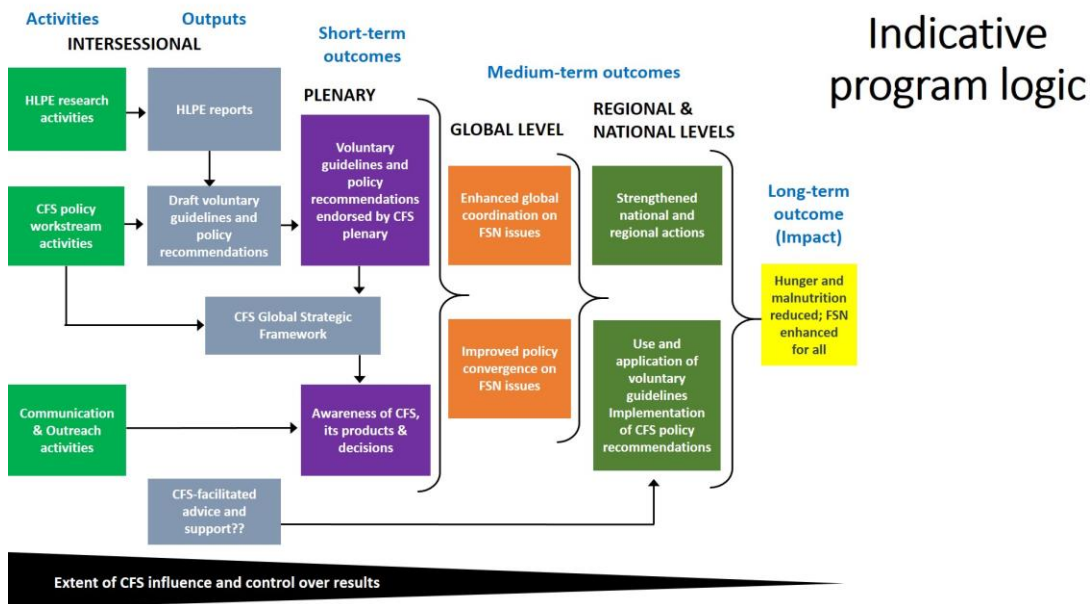 Indicative
program logic
Activities
Outputs
INTERSESSIONAL
Short-term
outcomes
Medium-term outcomes
PLENARY
GLOBAL LEVEL
REGIONAL &
NATIONAL LEVELS
Long-term
outcome
(Impact)
HLPE research
activities
HLPE reports
Voluntary
guidelines and
policy
recommendations
endorsed by CFS
plenary
CFS policy
workstream
activities
Draft voluntary
guidelines and
policy
recommendations
Enhanced global
coordination on
FSN issues
Strengthened
national and
regional actions
Hunger and
malnutrition
reduced; FSN
enhanced
for all
CFS Global Strategic
Framework
Improved policy
convergence on
FSN issues
Use and
application of
voluntary
guidelines
Implementation
of CFS policy
recommendations
Communication
& Outreach
activities
Awareness of CFS,
its products &
decisions
CFS-facilitated
advice and
support??
Extent of CFS influence and control over results